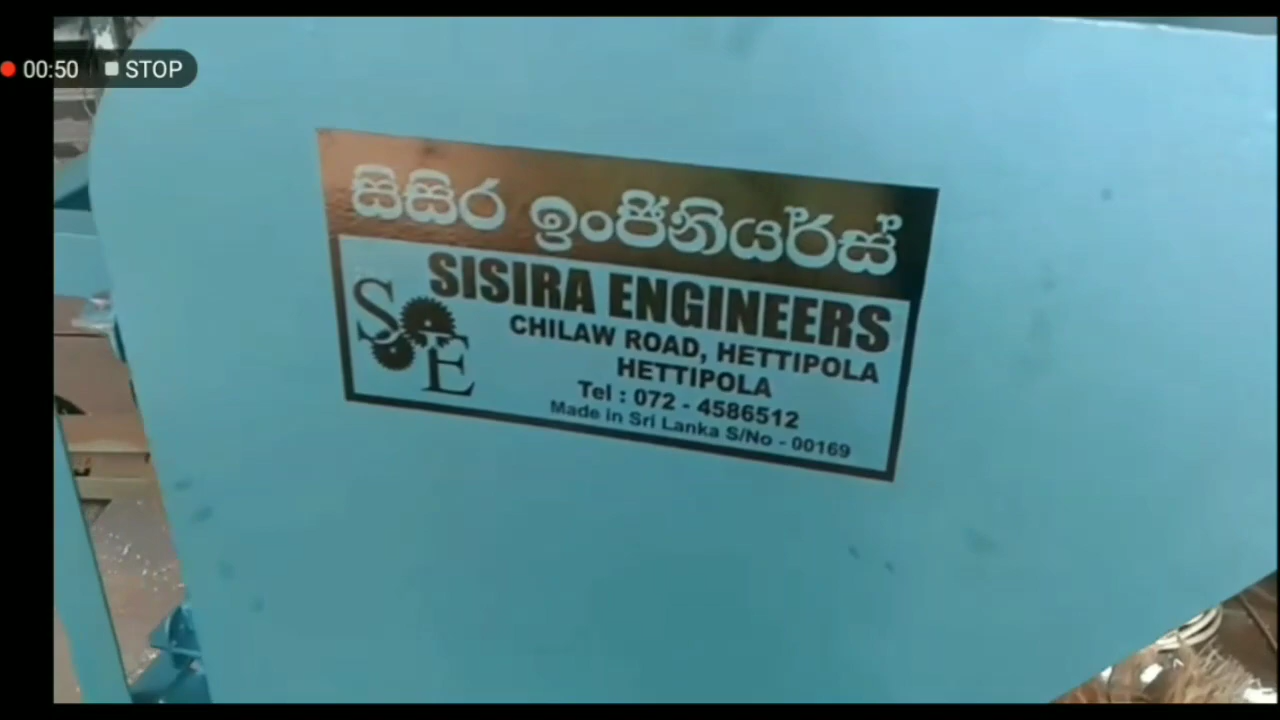 00:50 STOP
සිසිර ඉංජිනියර්ස්
SISIRA ENGINEERS
SE
CHILAW ROAD, HETTIPOLA
HETTIPOLA
Tel : 072 - 4586512
Made in Sri Lanka S/No - 00169